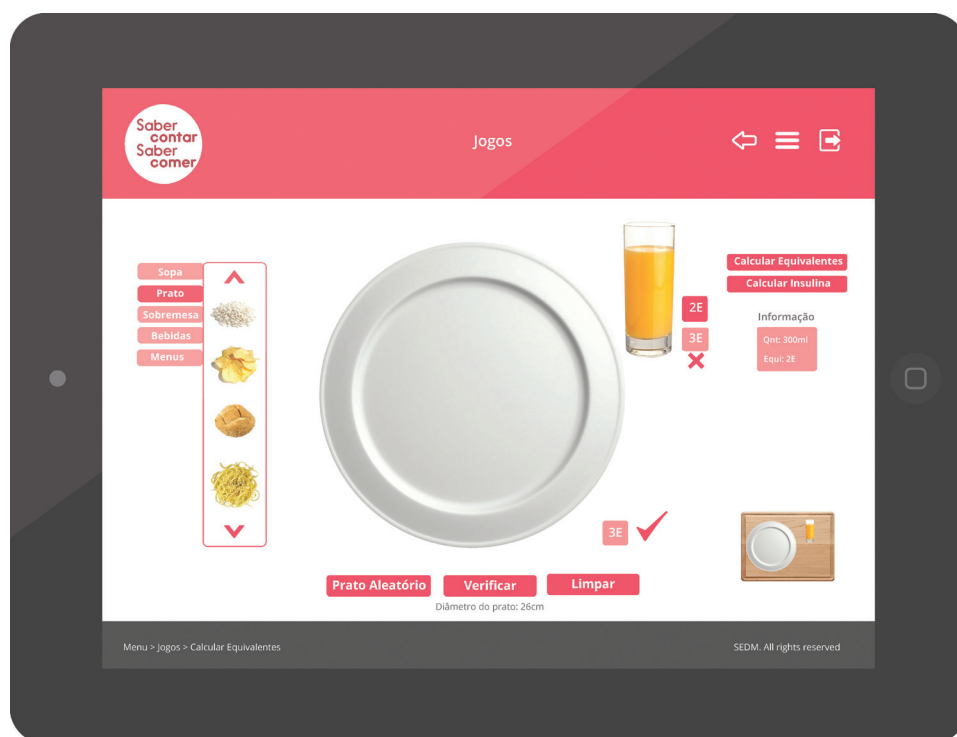 Saber
contar
Saber
comer
Jogos
Sopa
Prato
Sobremesa
Bebidas
Menus
2E
3E
Calcular Equivalentes
Calcular Insulina
Informação
Qnt: 300ml
Equi: 2E
3E
Prato Aleatório
Verificar
Limpar
Diâmetro do prato: 26cm
Menu > Jogos > Calcular Equivalentes
SEDM. All rights reserved